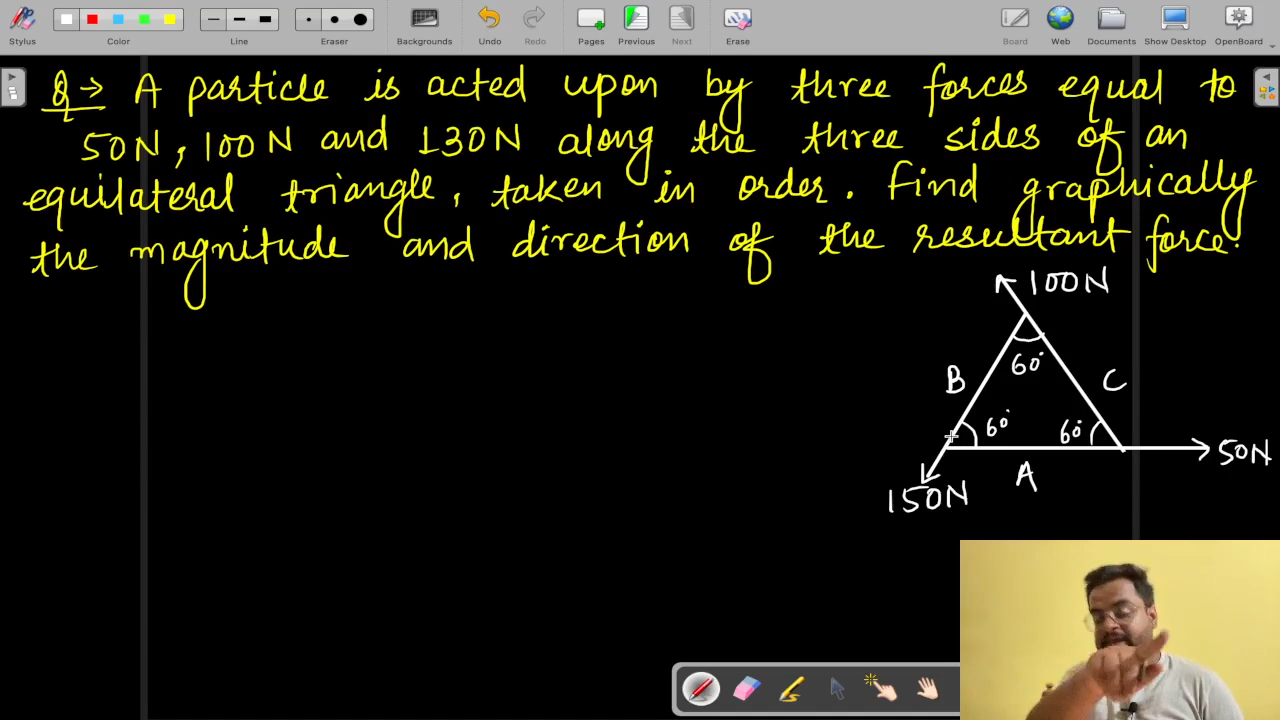 Stylus Color Line Eraser Backgrounds Undo Redo Pages Previous Next Erase Board Web Documents Show Desktop OpenBoard
Q→ A particle is acted upon by three forces equal to
50N, 100N and 130N along the three sides of an
equilateral triangle, taken in order. Find graphically
the magnitude and direction of the resultant force.
100N
60°
B
C
60°
60°
50N
A
150N